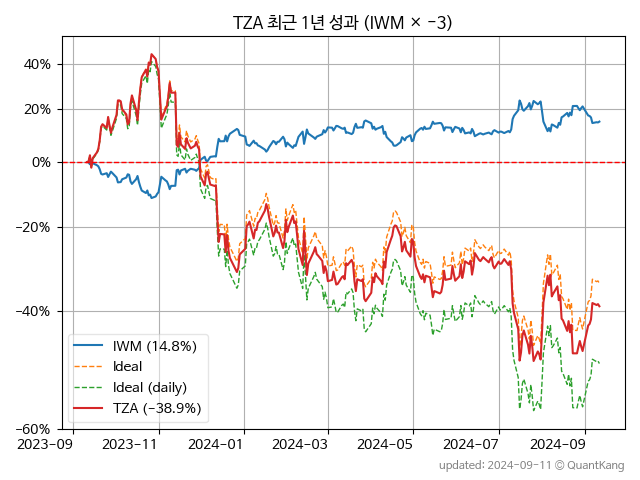 TZA 최근 1년 성과 (IWM × −3)
40%
20%
0%
−20%
−40%
−60%
IWM (14.8%)
Ideal
Ideal (daily)
TZA (−38.9%)
2023-09
2023-11
2024-01
2024-03
2024-05
2024-07
2024-09
updated: 2024-09-11 © QuantKang